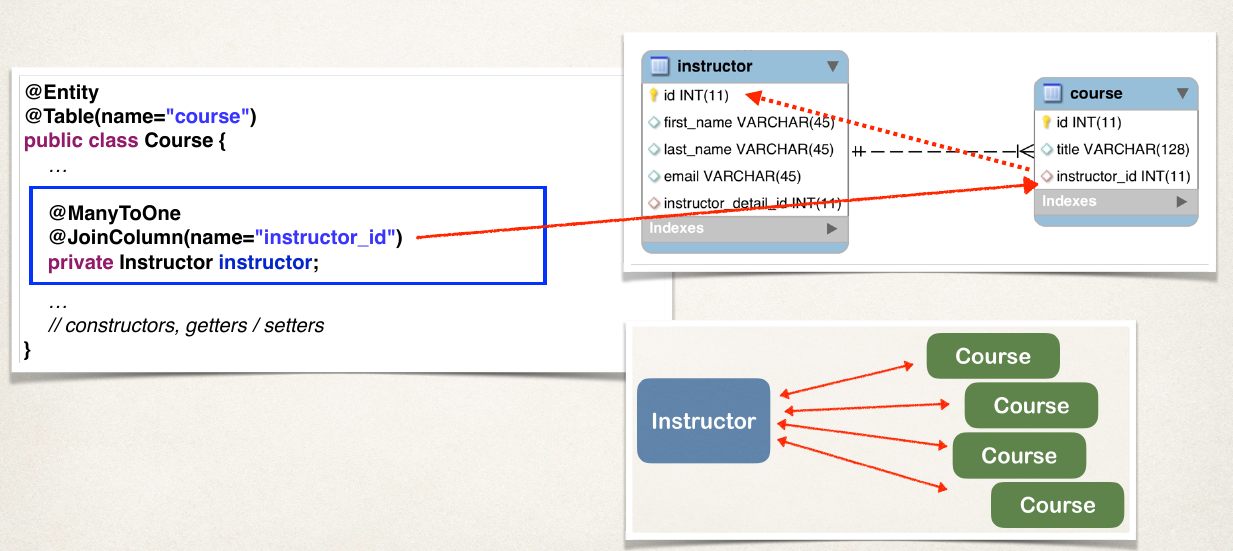 @Entity
@Table(name="course")
public class Course {
…
@ManyToOne
@JoinColumn(name="instructor_id")
private Instructor instructor;
…
// constructors, getters / setters
}
instructor
id INT(11)
first_name VARCHAR(45)
last_name VARCHAR(45)
email VARCHAR(45)
instructor_detail_id INT(11)
Indexes
course
id INT(11)
title VARCHAR(128)
instructor_id INT(11)
Indexes
Instructor
Course
Course
Course
Course